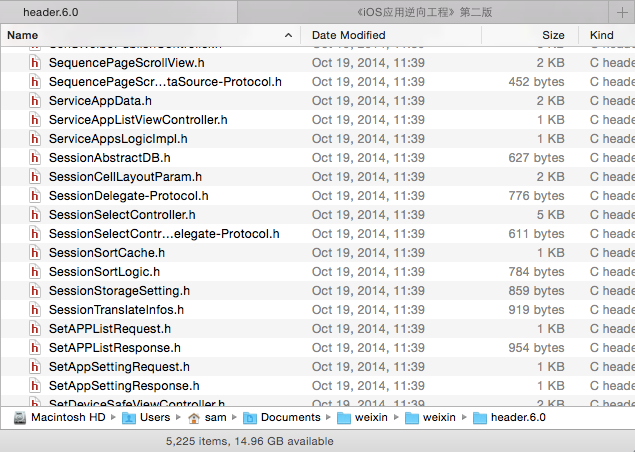 header.6.0 《iOS应用逆向工程》第二版
Name Date Modified Size Kind
SequencePageScrollView.h Oct 19, 2014, 11:39 2 KB C heade
SequencePageScr…taSource-Protocol.h Oct 19, 2014, 11:39 452 bytes C heade
ServiceAppData.h Oct 19, 2014, 11:39 2 KB C heade
ServiceAppListViewController.h Oct 19, 2014, 11:39 1 KB C heade
ServiceAppsLogicImpl.h Oct 19, 2014, 11:39 1 KB C heade
SessionAbstractDB.h Oct 19, 2014, 11:39 627 bytes C heade
SessionCellLayoutParam.h Oct 19, 2014, 11:39 2 KB C heade
SessionDelegate-Protocol.h Oct 19, 2014, 11:39 776 bytes C heade
SessionSelectController.h Oct 19, 2014, 11:39 5 KB C heade
SessionSelectContr…elegate-Protocol.h Oct 19, 2014, 11:39 611 bytes C heade
SessionSortCache.h Oct 19, 2014, 11:39 1 KB C heade
SessionSortLogic.h Oct 19, 2014, 11:39 784 bytes C heade
SessionStorageSetting.h Oct 19, 2014, 11:39 859 bytes C heade
SessionTranslateInfos.h Oct 19, 2014, 11:39 919 bytes C heade
SetAPPListRequest.h Oct 19, 2014, 11:39 1 KB C heade
SetAPPListResponse.h Oct 19, 2014, 11:39 954 bytes C heade
SetAppSettingRequest.h Oct 19, 2014, 11:39 1 KB C heade
SetAppSettingResponse.h Oct 19, 2014, 11:39 2 KB C heade
SetDeviceSafeViewController.h Oct 19, 2014, 11:39 2 KB C heade
Macintosh HD Users sam Documents weixin weixin header.6.0
5,225 items, 14.96 GB available